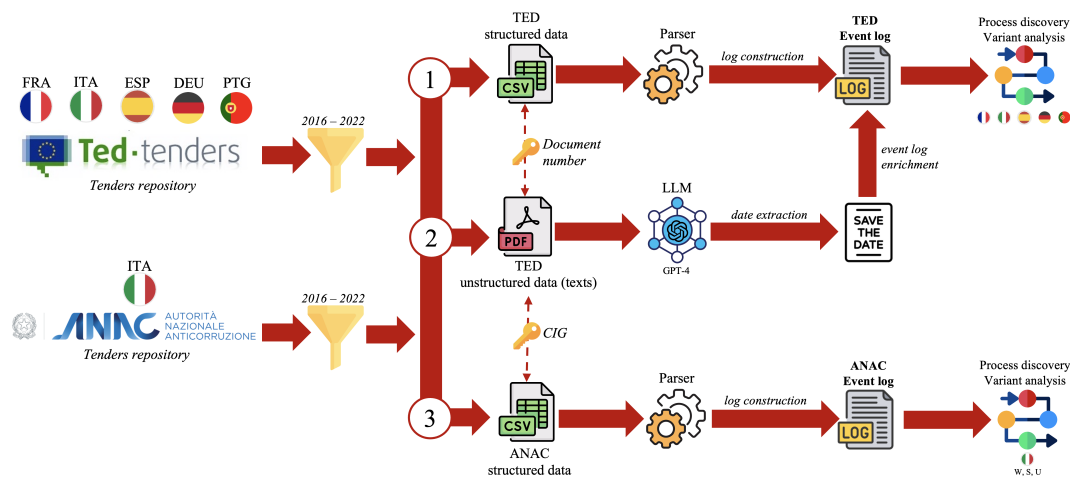 FRA
ITA
ESP
DEU
PTG
Ted·tenders
Tenders repository
2016 – 2022
ITA
ANAC
AUTORITÀ
NAZIONALE
ANTICORRUZIONE
Tenders repository
2016 – 2022
1
TED
structured data
CSV
Parser
log construction
TED
Event log
LOG
Process discovery
Variant analysis
Document
number
event log
enrichment
2
PDF
TED
unstructured data (texts)
LLM
GPT-4
date extraction
SAVE
THE
DATE
CIG
3
CSV
ANAC
structured data
Parser
log construction
ANAC
Event log
LOG
Process discovery
Variant analysis
W, S, U